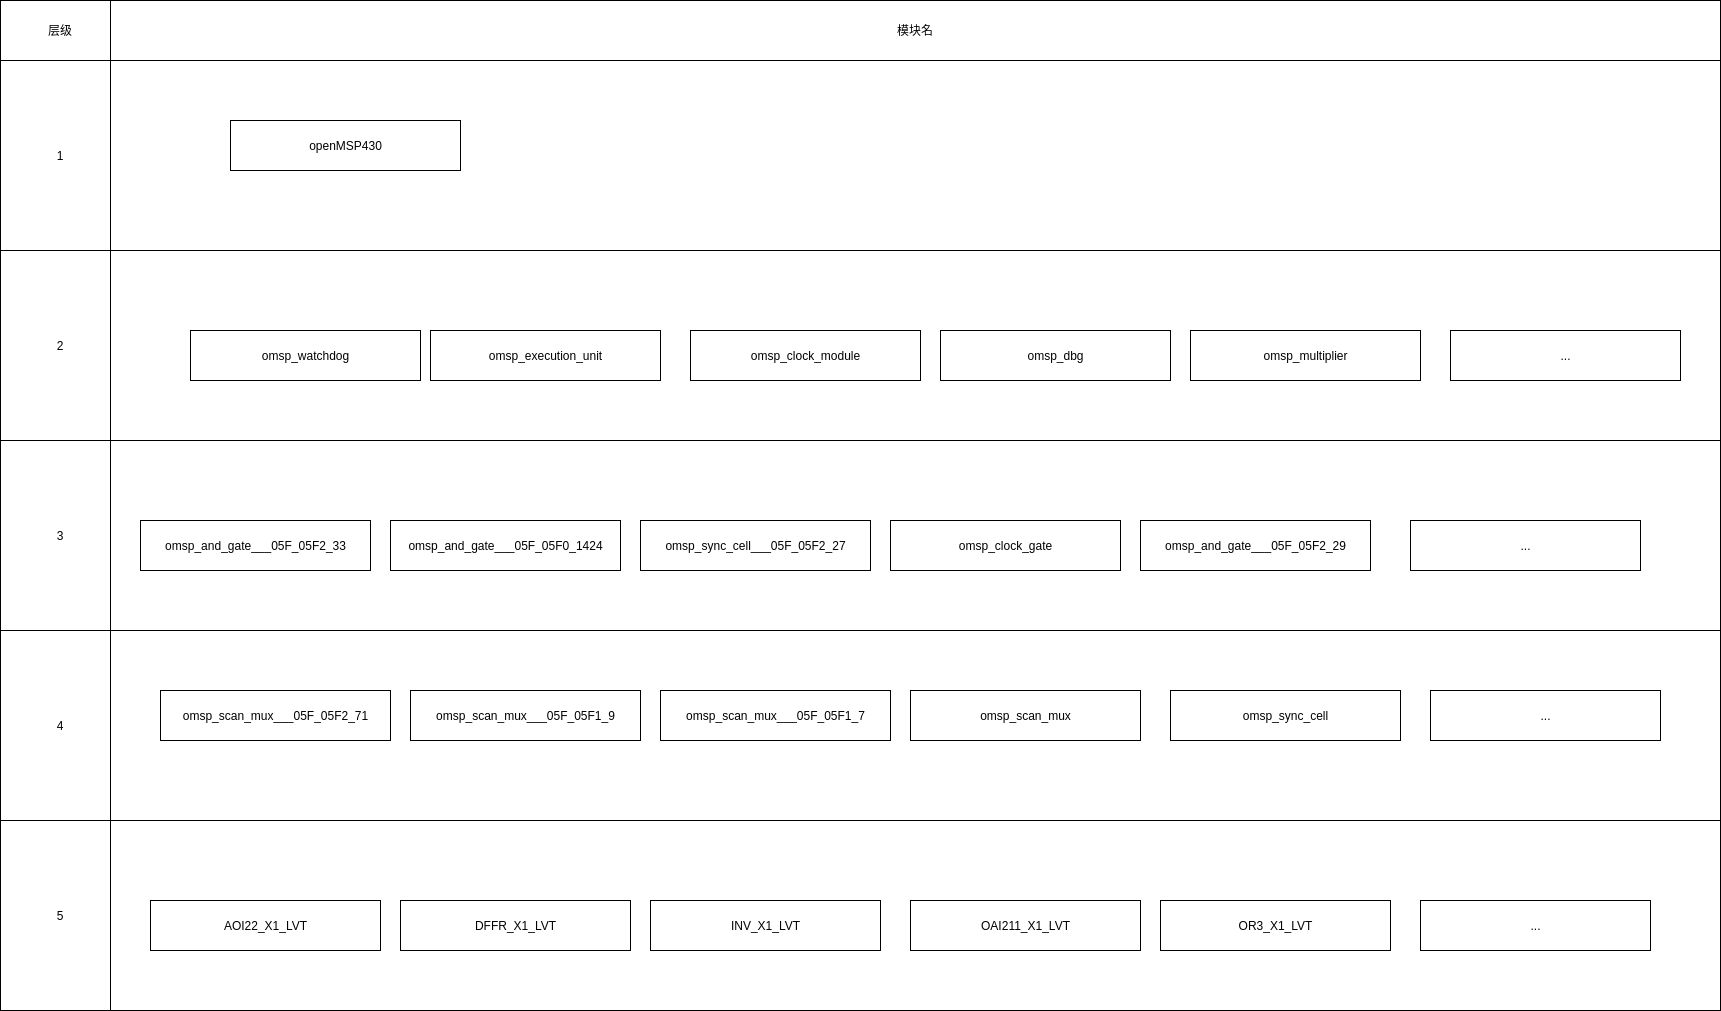 层级 模块名
1
openMSP430
2
omsp_watchdog omsp_execution_unit omsp_clock_module omsp_dbg omsp_multiplier ...
3
omsp_and_gate___05F_05F2_33 omsp_and_gate___05F_05F0_1424 omsp_sync_cell___05F_05F2_27 omsp_clock_gate omsp_and_gate___05F_05F2_29 ...
4
omsp_scan_mux___05F_05F2_71 omsp_scan_mux___05F_05F1_9 omsp_scan_mux___05F_05F1_7 omsp_scan_mux omsp_sync_cell ...
5
AOI22_X1_LVT DFFR_X1_LVT INV_X1_LVT OAI211_X1_LVT OR3_X1_LVT ...